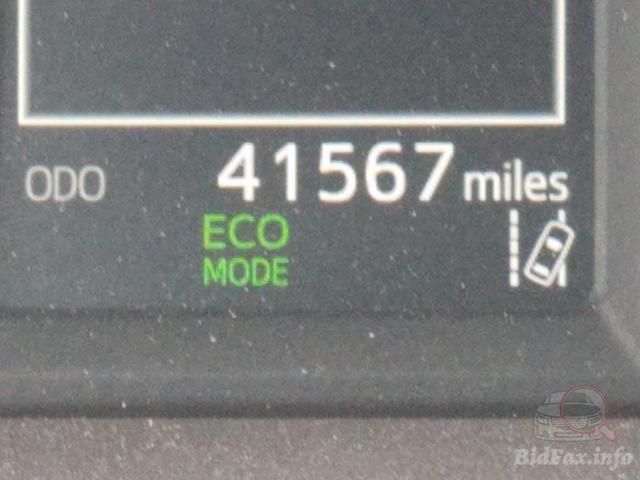 ODO 41567 miles
ECO
MODE
BidFax.info